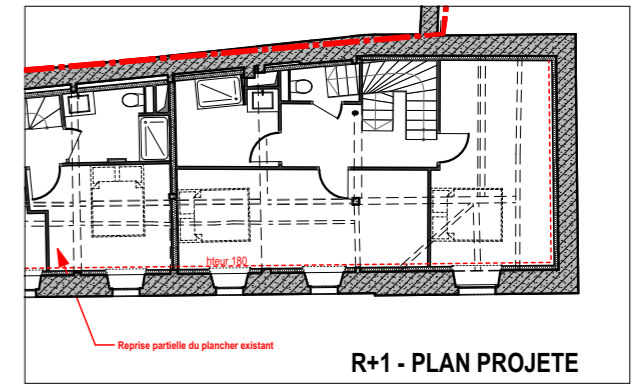 hteur 180
Reprise partielle du plancher existant
R+1 - PLAN PROJETE